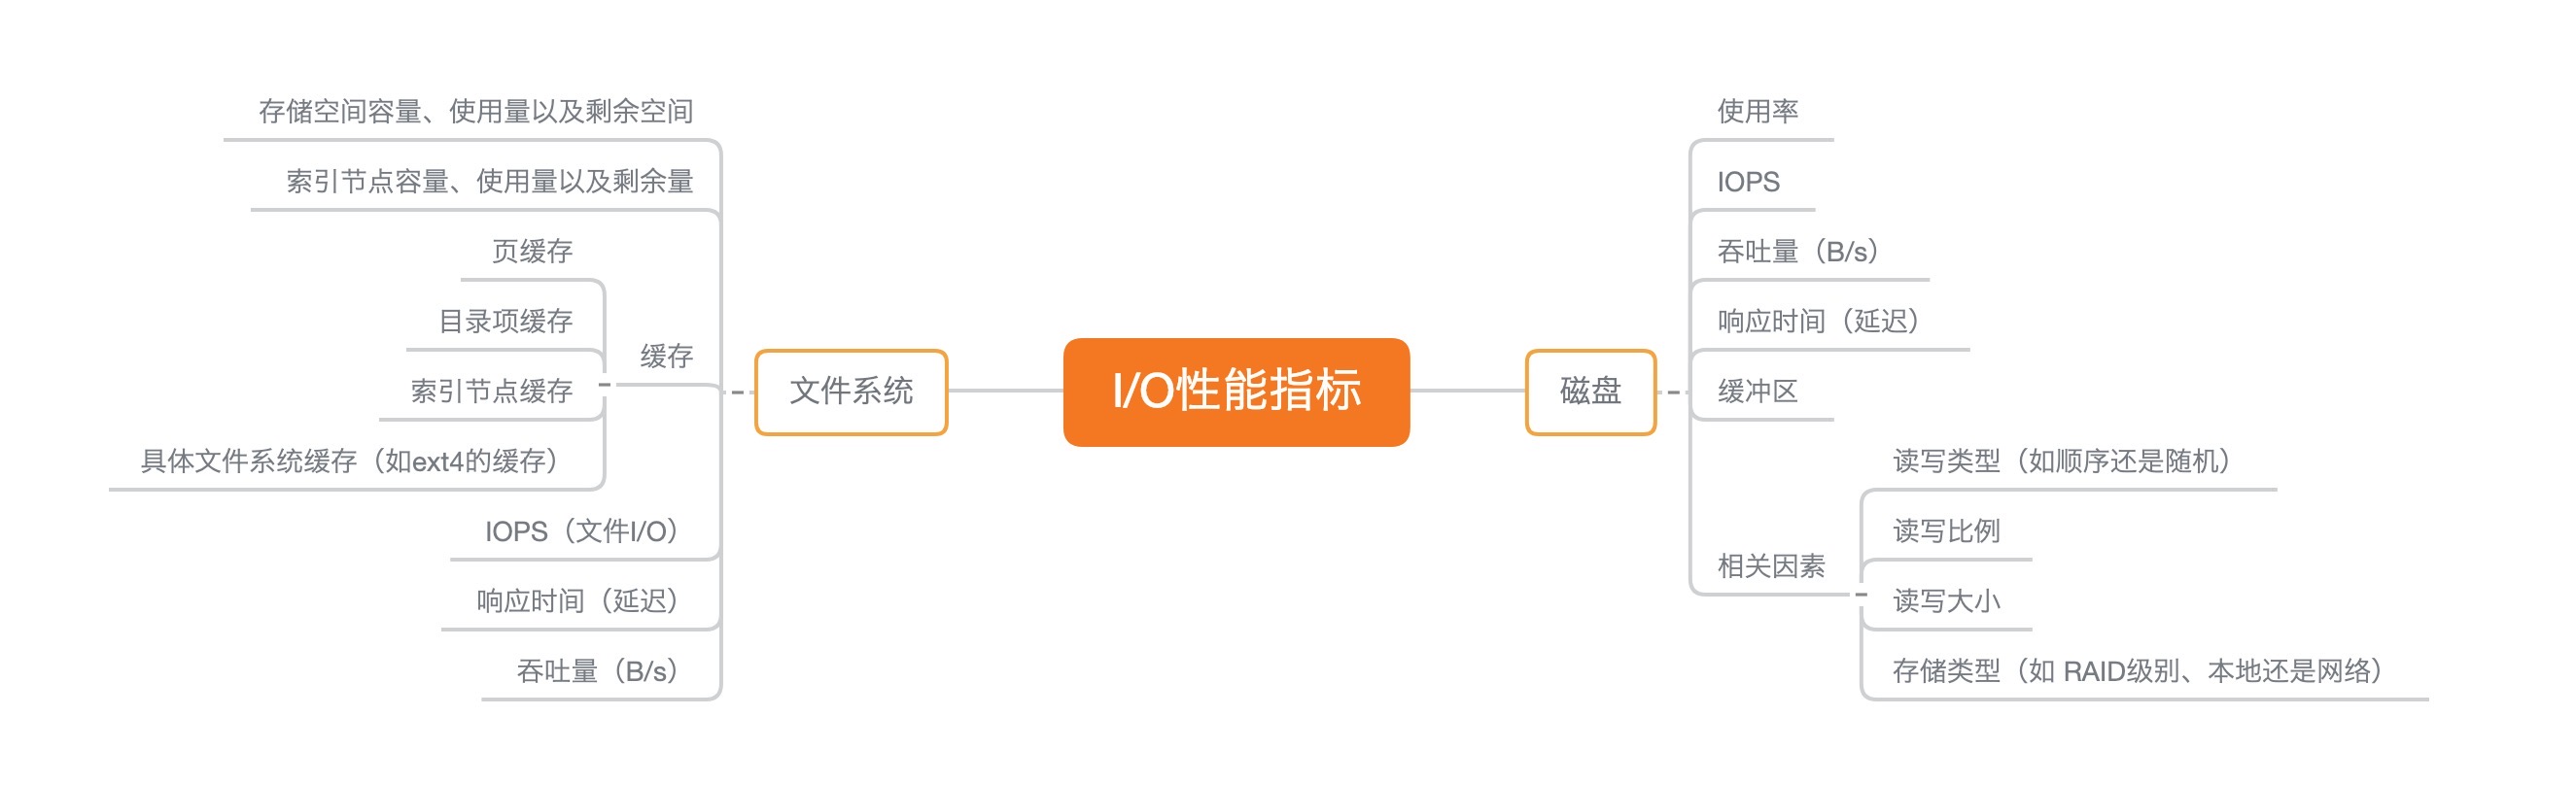 存储空间容量、使用量以及剩余空间
索引节点容量、使用量以及剩余量
页缓存
目录项缓存
索引节点缓存
具体文件系统缓存（如ext4的缓存）
缓存
IOPS（文件I/O）
响应时间（延迟）
吞吐量（B/s）
文件系统
I/O性能指标
磁盘
使用率
IOPS
吞吐量（B/s）
响应时间（延迟）
缓冲区
相关因素
读写类型（如顺序还是随机）
读写比例
读写大小
存储类型（如 RAID级别、本地还是网络）